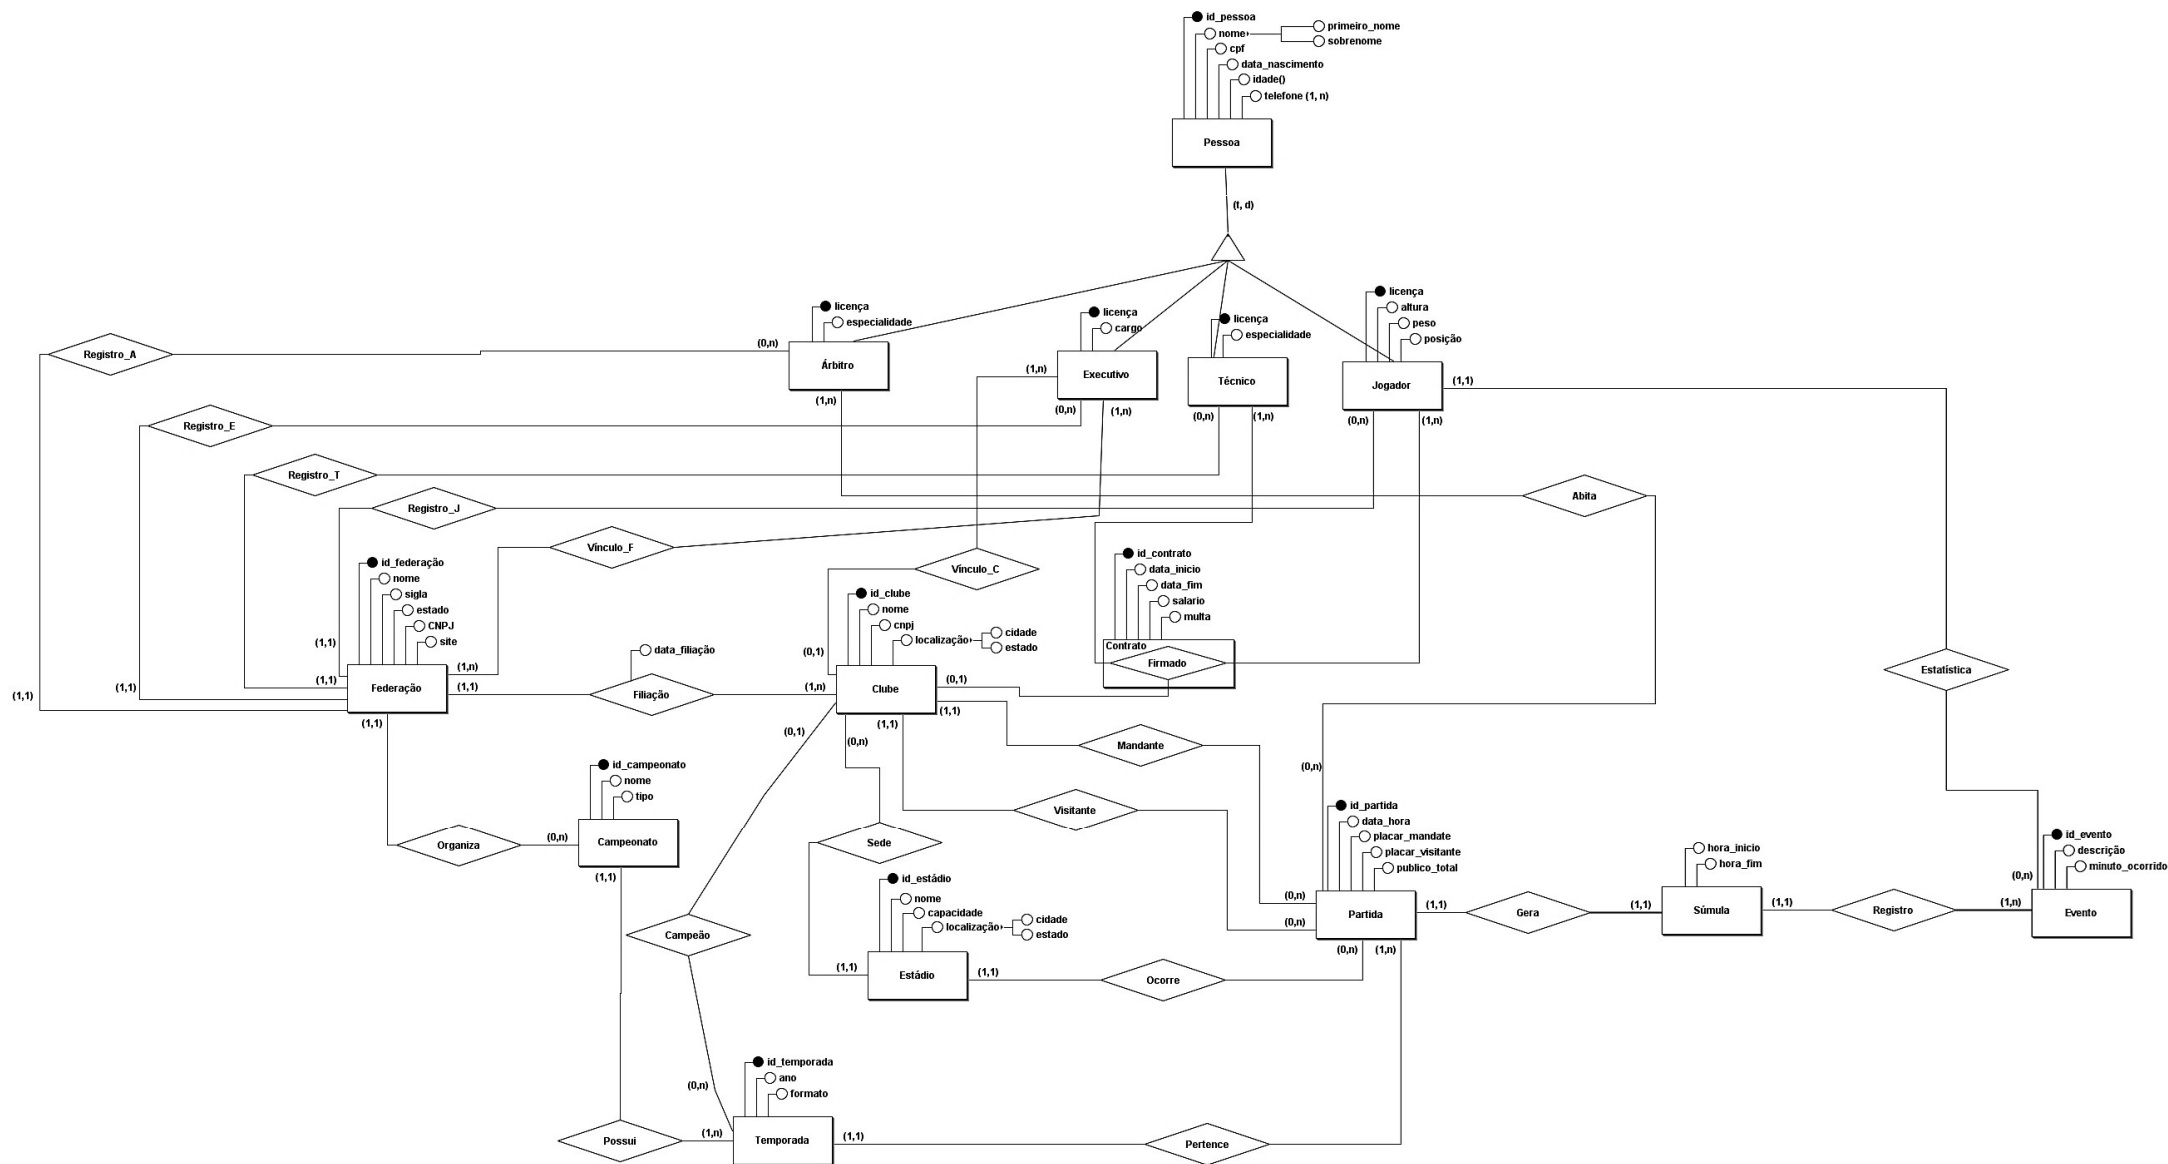 id_pessoa
nome
primeiro_nome
sobrenome
cpf
data_nascimento
idade()
telefone (1, n)
Pessoa
(t, d)
licença
especialidade
Árbitro
(0,n)
(1,n)
licença
cargo
Executivo
(1,n)
(0,n)
(1,n)
licença
especialidade
Técnico
(0,n)
(1,n)
licença
altura
peso
posição
Jogador
(1,1)
(0,n)
(1,n)
Registro_A
Registro_E
Registro_T
Registro_J
Abita
Vínculo_F
Vínculo_C
id_federação
nome
sigla
estado
CNPJ
site
Federação
(1,1)
(1,1)
(1,1)
(1,1)
(1,n)
(1,1)
(1,1)
data_filiação
Filiação
(1,n)
id_clube
nome
cnpj
localização
cidade
estado
Clube
(0,1)
(0,1)
(1,1)
(1,1)
(0,n)
(0,1)
id_contrato
data_inicio
data_fim
salario
multa
Contrato
Firmado
Estatística
Mandante
Visitante
Sede
id_campeonato
nome
tipo
Campeonato
(0,n)
(1,1)
Organiza
Campeão
id_estádio
nome
capacidade
localização
cidade
estado
Estádio
(1,1)
(1,1)
Ocorre
(0,n)
id_partida
data_hora
placar_mandate
placar_visitante
publico_total
Partida
(0,n)
(0,n)
(0,n)
(1,n)
(1,1)
Gera
(1,1)
hora_inicio
hora_fim
Súmula
(1,1)
Registro
(1,n)
(0,n)
id_evento
descrição
minuto_ocorrido
Evento
id_temporada
ano
formato
Temporada
(0,n)
(1,n)
(1,1)
Possui
Pertence